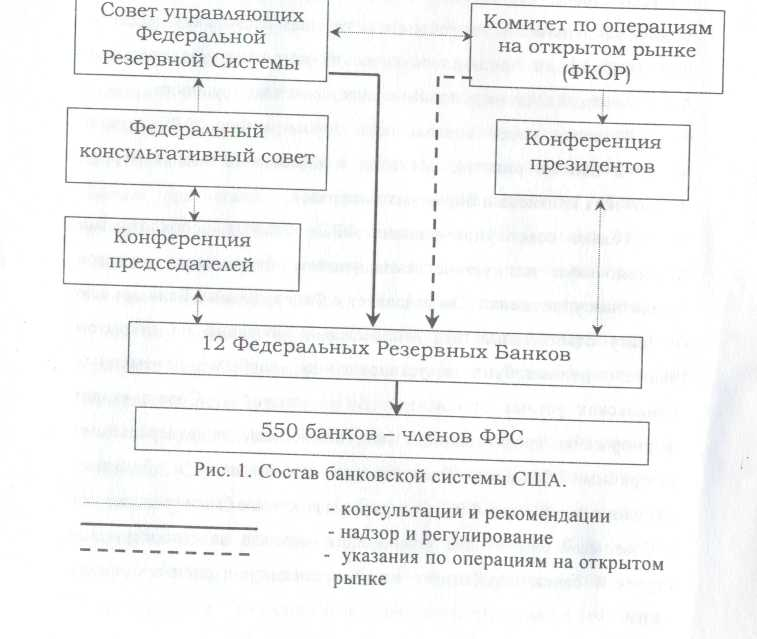 Совет управляющих
Федеральной
Резервной Системы
Комитет по операциям
на открытом рынке
(ФКОР)
Федеральный
консультативный совет
Конференция
президентов
Конференция
председателей
12 Федеральных Резервных Банков
550 банков – членов ФРС
Рис. 1. Состав банковской системы США.
- консультации и рекомендации
- надзор и регулирование
- указания по операциям на открытом
рынке